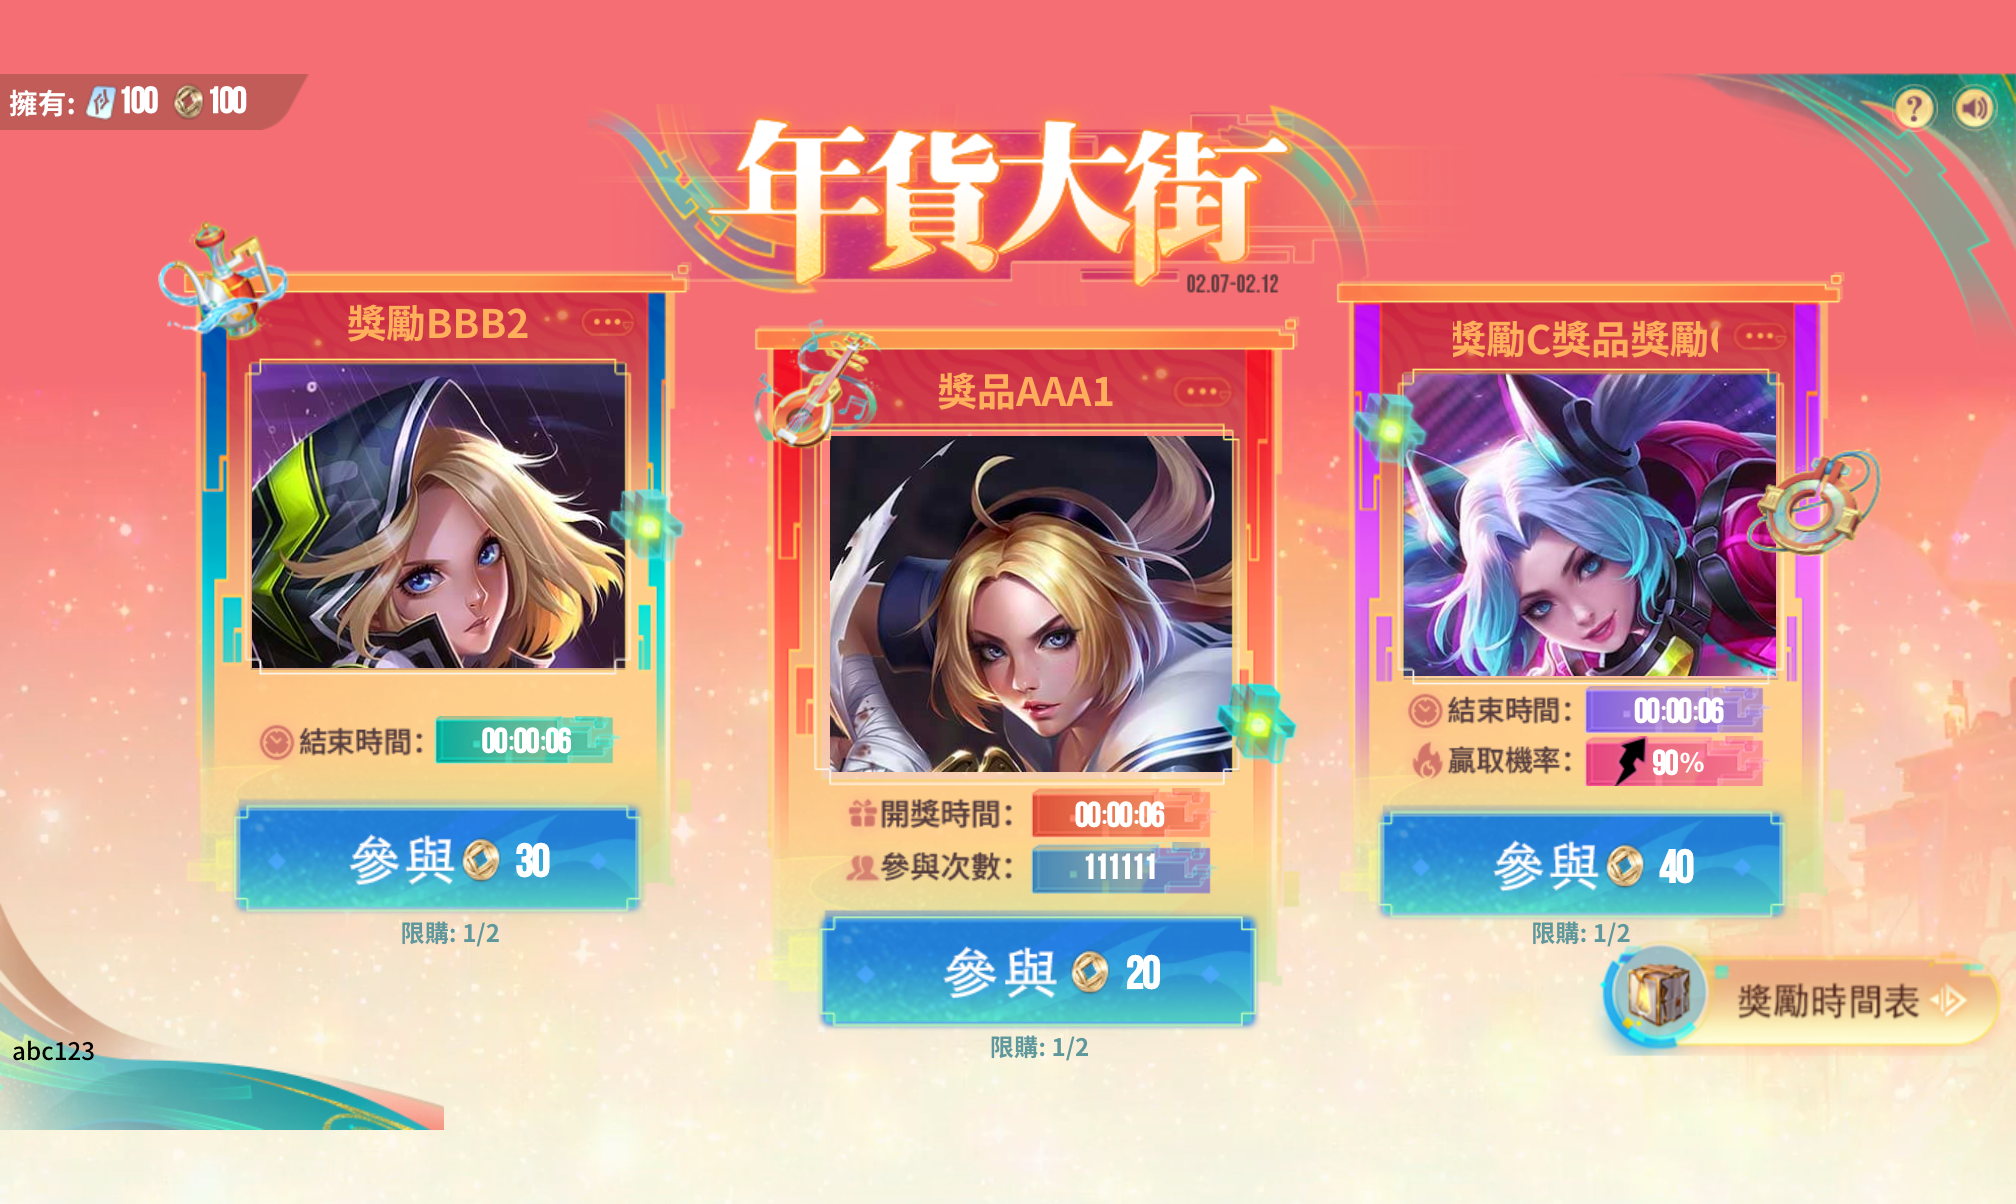 擁有: 100 100
?
年貨大街
02.07-02.12
獎勵BBB2
結束時間: 00:00:06
參與 30
限購: 1/2
獎品AAA1
開獎時間: 00:00:06
參與次數: 111111
參與 20
限購: 1/2
獎勵C獎品獎勵
結束時間: 00:00:06
贏取機率: 90%
參與 40
限購: 1/2
獎勵時間表
abc123